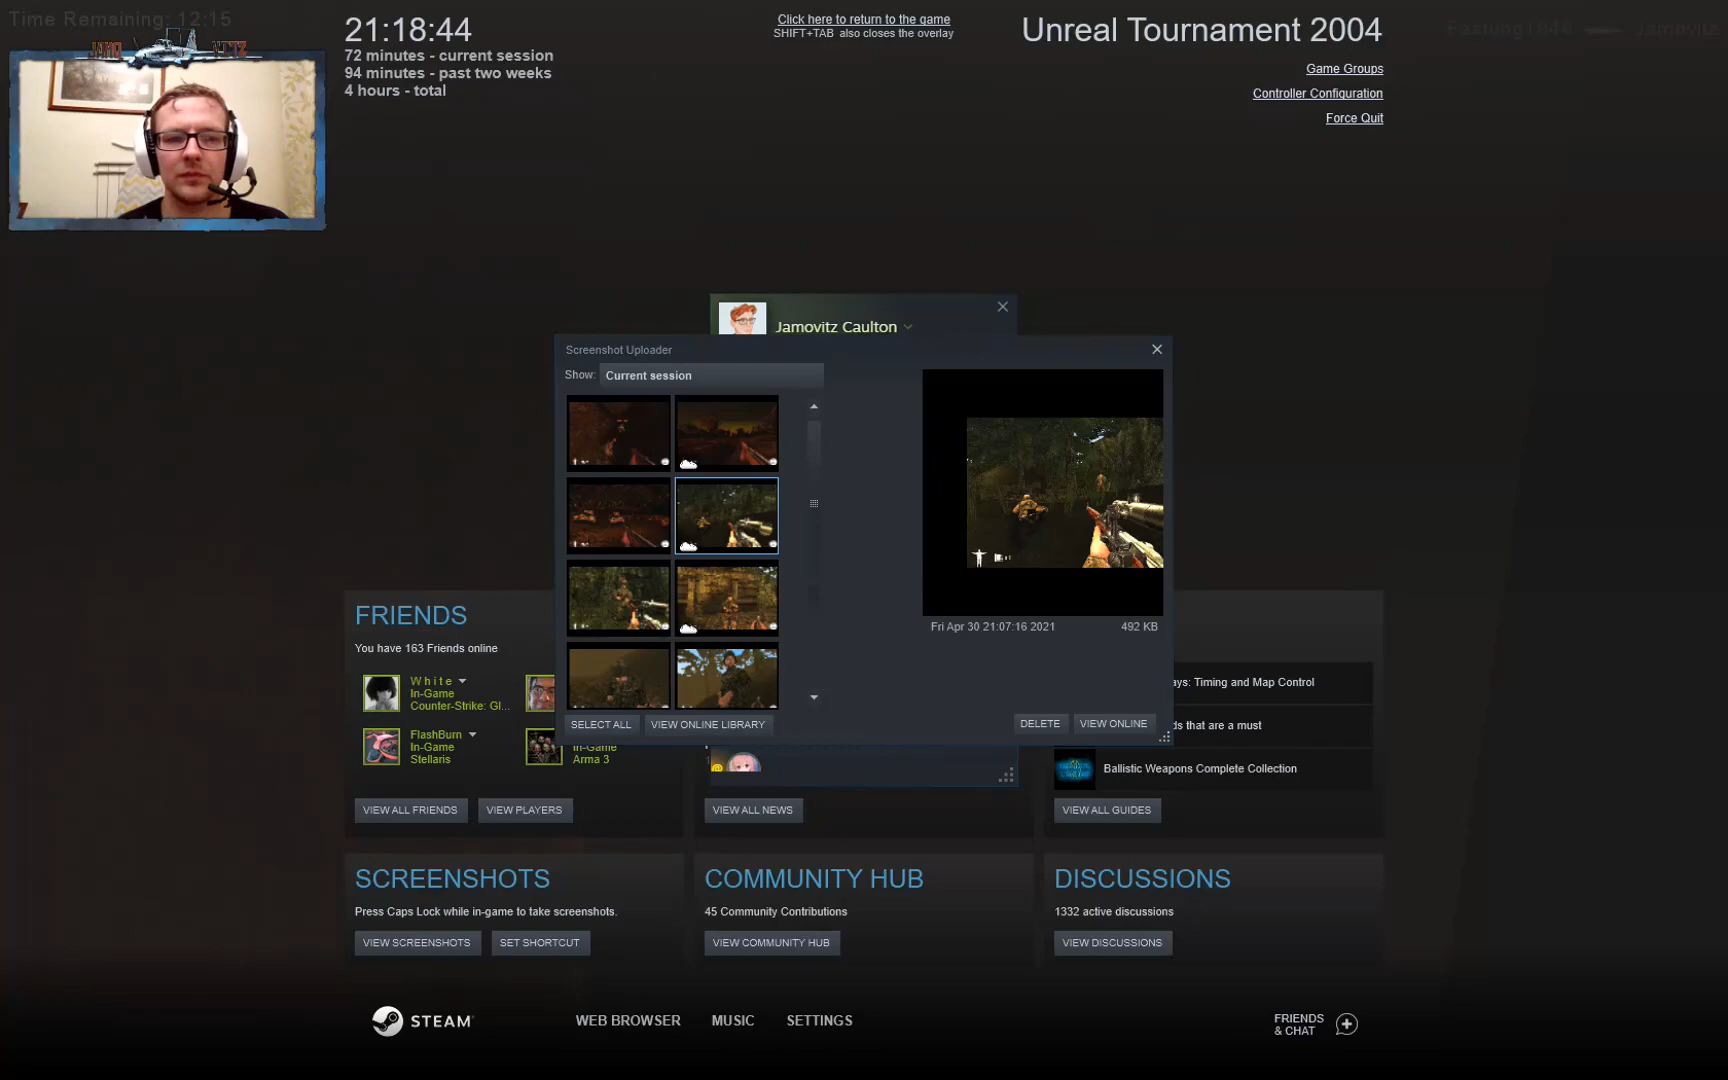 Time Remaining: 12:15
JAMO VITZ
21:18:44
72 minutes - current session
94 minutes - past two weeks
4 hours - total
Click here to return to the game
SHIFT+TAB also closes the overlay
Unreal Tournament 2004
Game Groups
Controller Configuration
Force Quit
Jamovitz
Jamovitz Caulton
Screenshot Uploader
Show: Current session
Fri Apr 30 21:07:16 2021
492 KB
SELECT ALL
VIEW ONLINE LIBRARY
DELETE
VIEW ONLINE
FRIENDS
You have 163 Friends online
W h i t e
In-Game
Counter-Strike: Gl...
FlashBurn
In-Game
Stellaris
In-Game
Arma 3
VIEW ALL FRIENDS
VIEW PLAYERS
VIEW ALL NEWS
ays: Timing and Map Control
ds that are a must
Ballistic Weapons Complete Collection
VIEW ALL GUIDES
SCREENSHOTS
Press Caps Lock while in-game to take screenshots.
VIEW SCREENSHOTS
SET SHORTCUT
COMMUNITY HUB
45 Community Contributions
VIEW COMMUNITY HUB
DISCUSSIONS
1332 active discussions
VIEW DISCUSSIONS
STEAM
WEB BROWSER
MUSIC
SETTINGS
FRIENDS
& CHAT